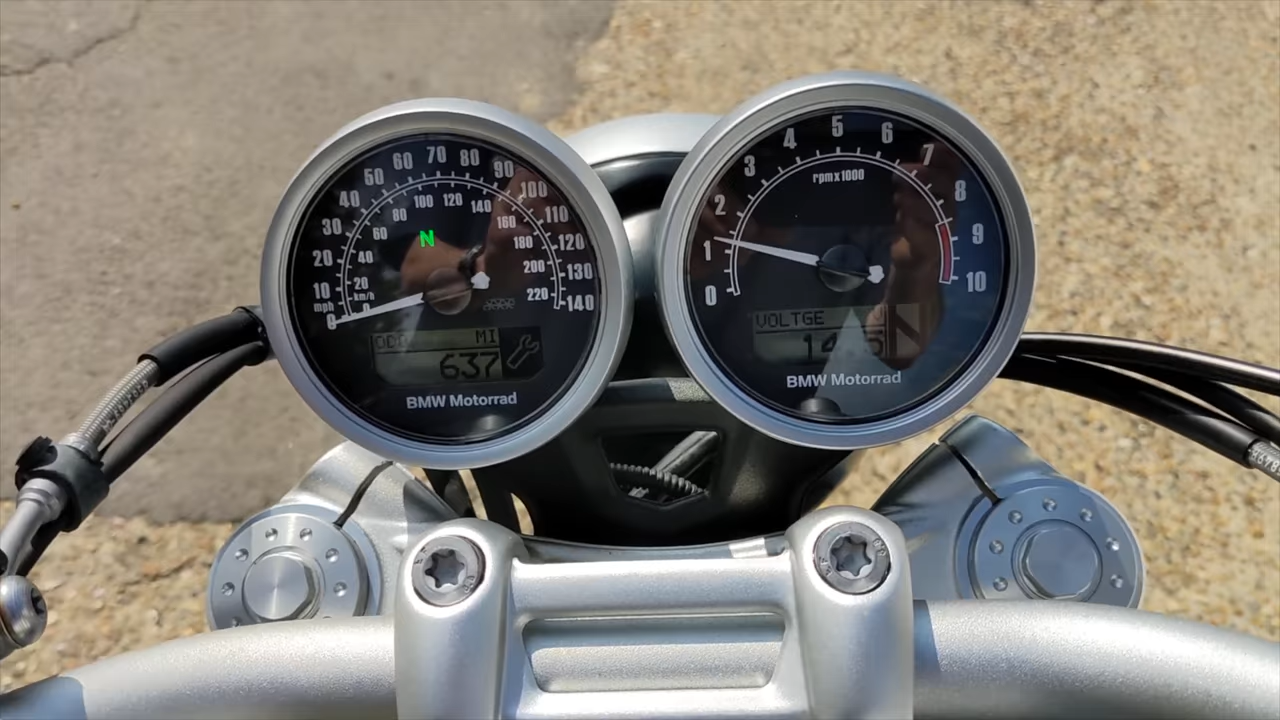 0 10 20 30 40 50 60 70 80 90 100 110 120 130 140
mph
0 20 40 60 80 100 120 140 160 180 200 220
km/h
N
ODO MI
637
BMW Motorrad
0 1 2 3 4 5 6 7 8 9 10
rpm x 1000
VOLTGE
BMW Motorrad